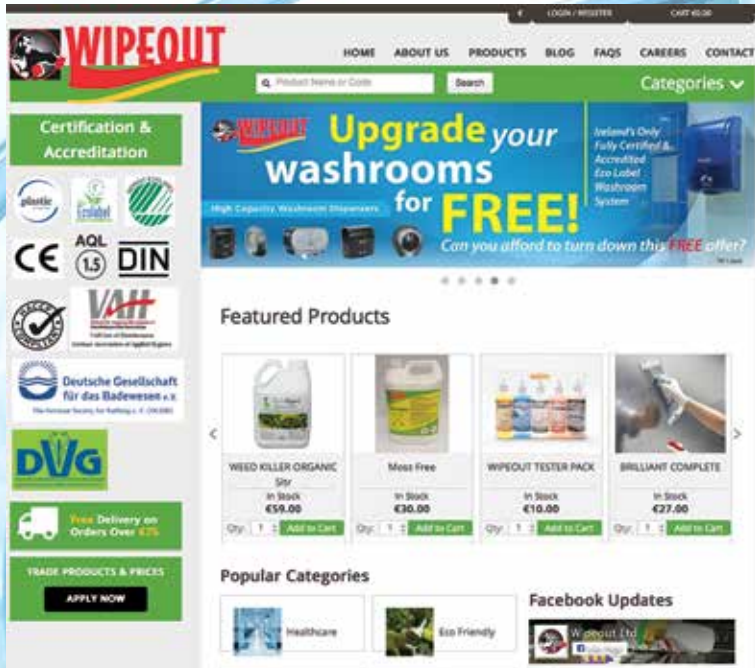 €
LOGIN / REGISTER
CART €0.00
WIPEOUT
HOME ABOUT US PRODUCTS BLOG FAQS CAREERS CONTACT
Product Name or Code
Search
Categories
Certification &
Accreditation
plastic
Ecolabel
CE
AQL
1.5
DIN
HACCP
VAH
Deutsche Gesellschaft
für das Badewesen e.V.
DVG
Free Delivery on
Orders Over €75
TRADE PRODUCTS & PRICES
APPLY NOW
WIPEOUT
Upgrade your
washrooms
for FREE!
High Capacity Washroom Dispensers
Ireland's Only
Fully Certified &
Accredited
Eco Label
Washroom
System
Can you afford to turn down this FREE offer?
Featured Products
WEED KILLER ORGANIC
5ltr
In Stock
€59.00
Qty: 1 Add to Cart
Moss Free
In Stock
€30.00
Qty: 1 Add to Cart
WIPEOUT TESTER PACK
In Stock
€10.00
Qty: 1 Add to Cart
BRILLIANT COMPLETE
In Stock
€27.00
Qty: 1 Add to Cart
Popular Categories
Healthcare
Eco Friendly
Facebook Updates
Wipeout Ltd